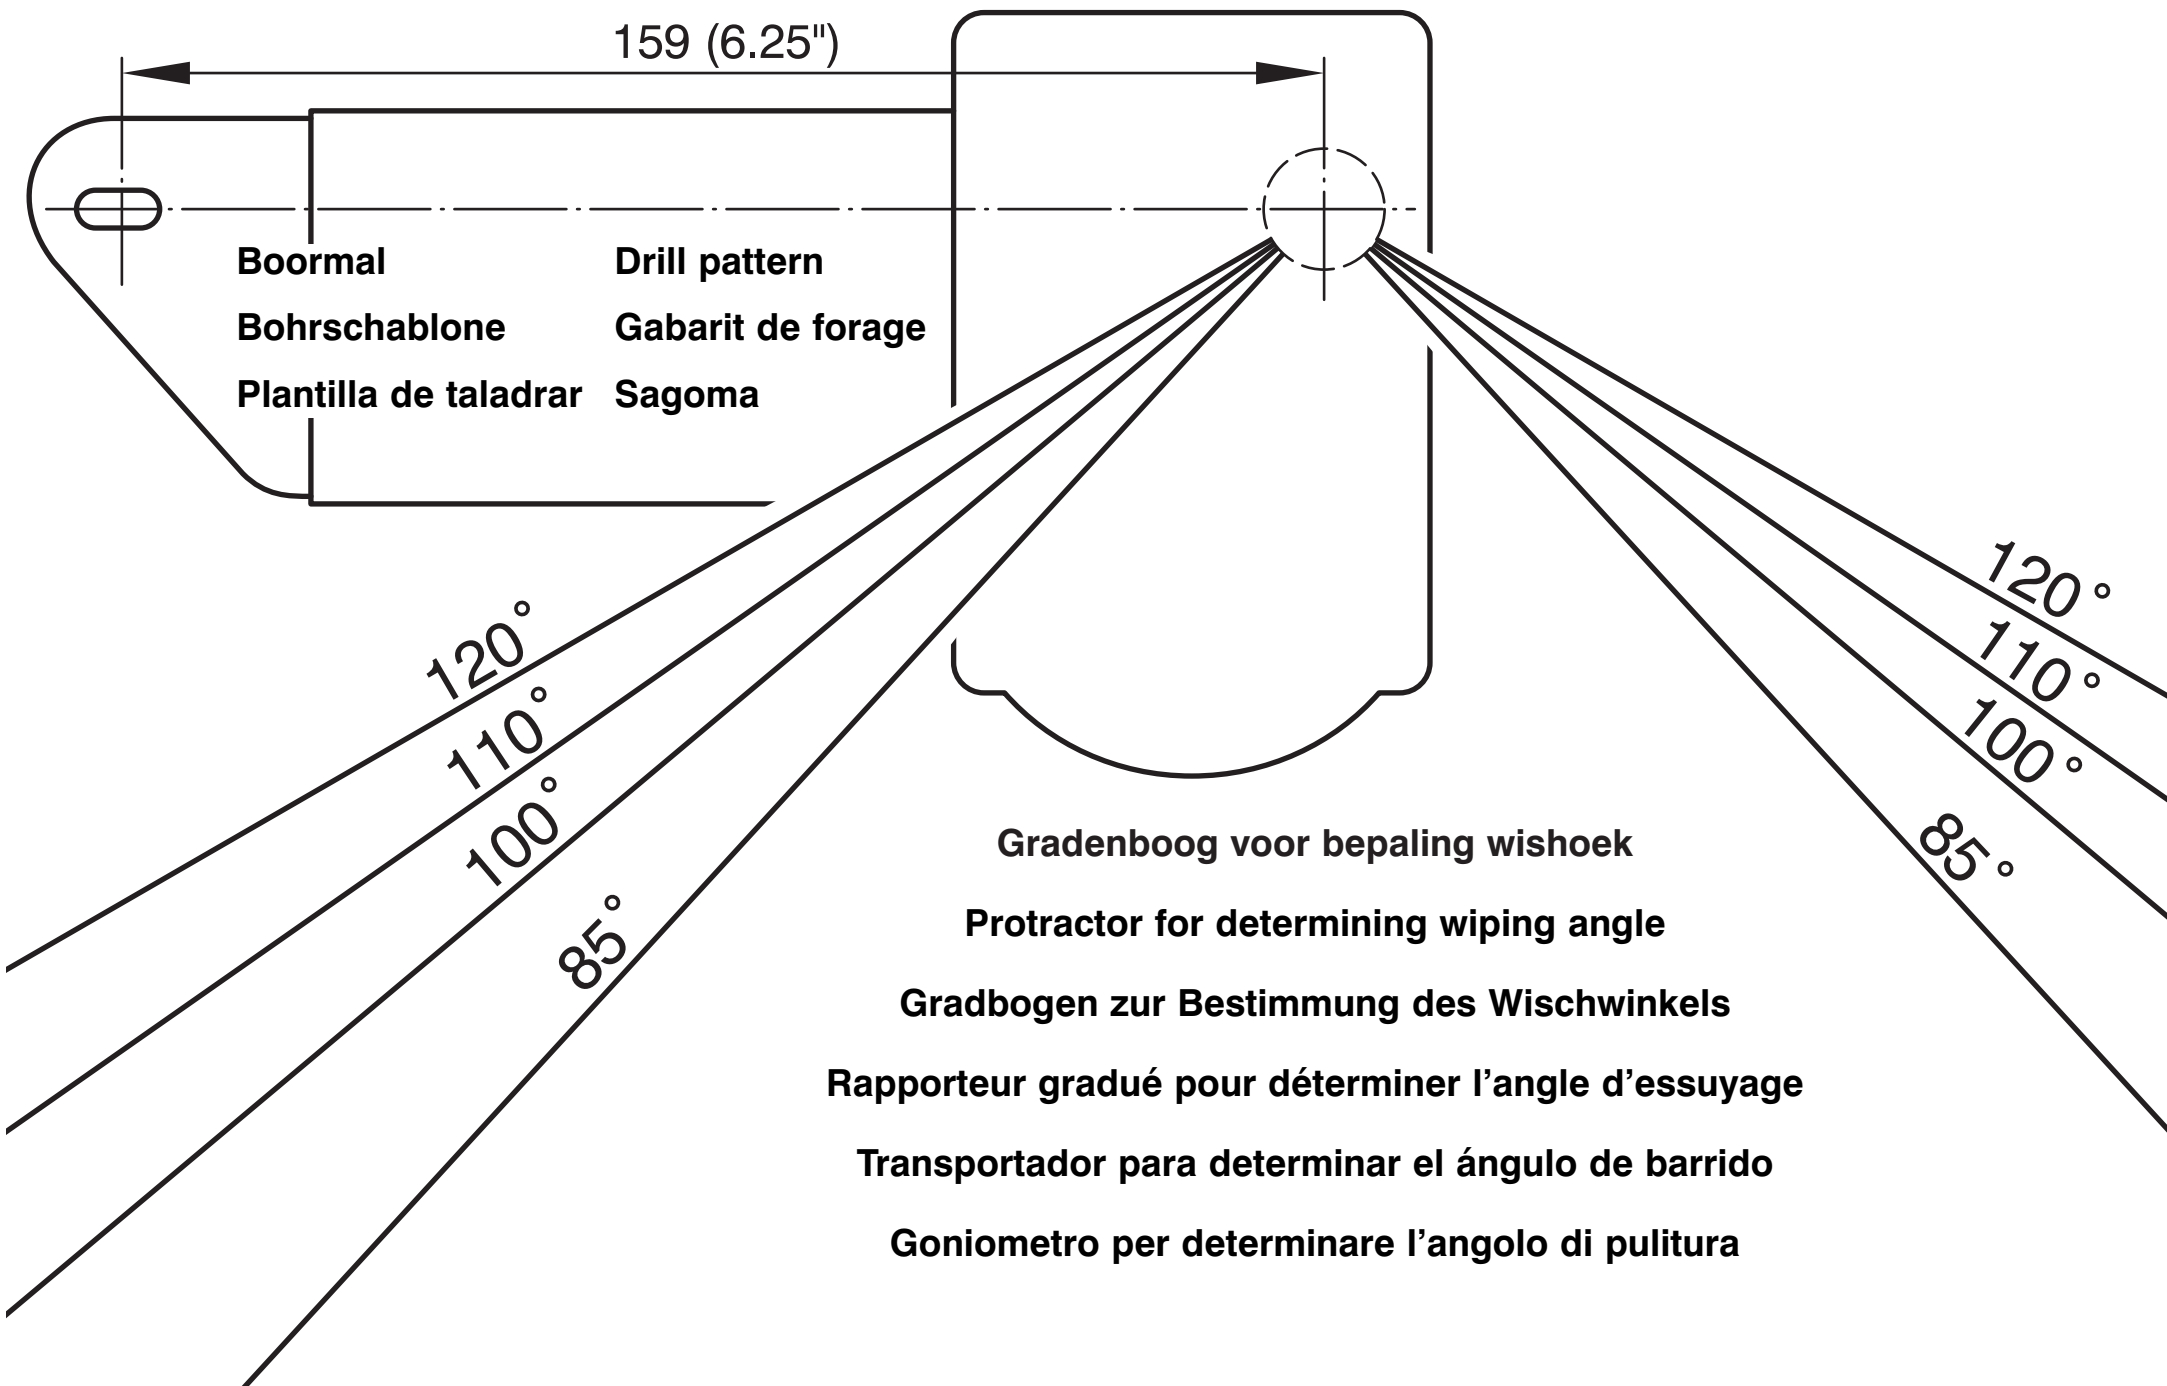 159 (6.25")
Boormal
Drill pattern
Bohrschablone
Gabarit de forage
Plantilla de taladrar
Sagoma
120°
110°
100°
85°
120°
110°
100°
85°
Gradenboog voor bepaling wishoek
Protractor for determining wiping angle
Gradbogen zur Bestimmung des Wischwinkels
Rapporteur gradué pour déterminer l’angle d’essuyage
Transportador para determinar el ángulo de barrido
Goniometro per determinare l’angolo di pulitura